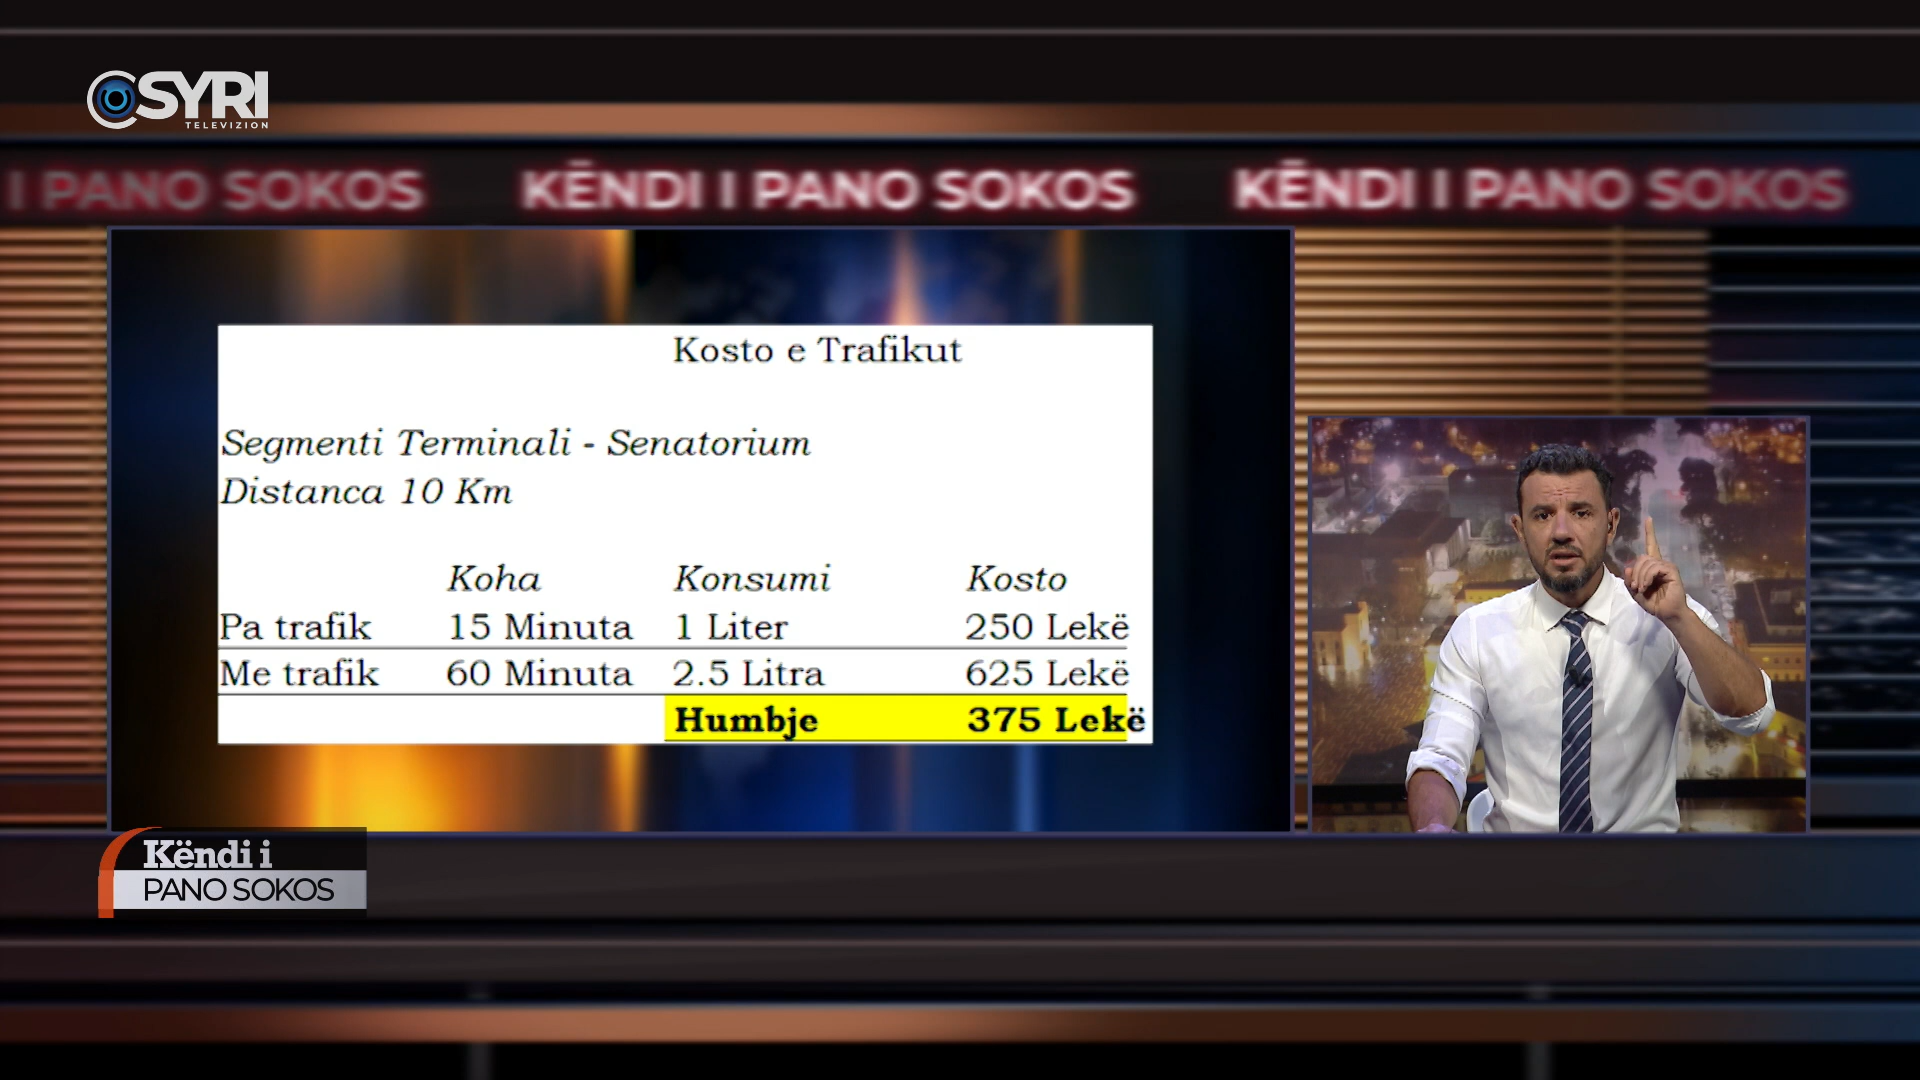 SYRI
TELEVIZION
I PANO SOKOS KËNDI I PANO SOKOS KËNDI I PANO SOKOS
Kosto e Trafikut
Segmenti Terminali - Senatorium
Distanca 10 Km
Koha Konsumi Kosto
Pa trafik 15 Minuta 1 Liter 250 Lekë
Me trafik 60 Minuta 2.5 Litra 625 Lekë
Humbje 375 Lekë
Këndi i
PANO SOKOS